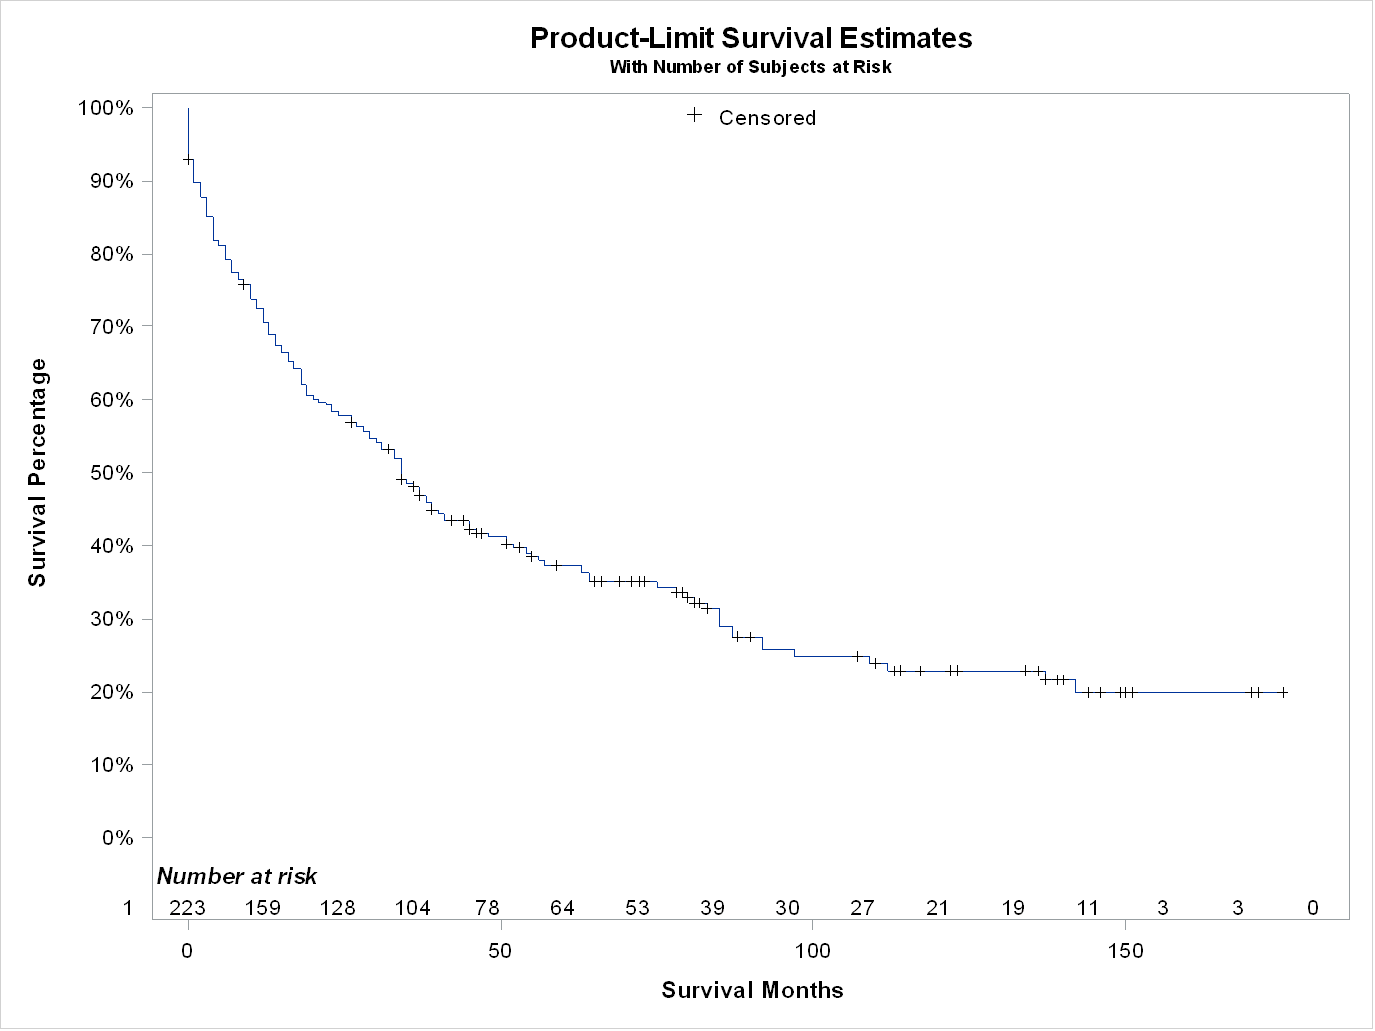 Product-Limit Survival Estimates
With Number of Subjects at Risk
Censored
100%
90%
80%
70%
60%
50%
40%
30%
20%
10%
0%
Survival Percentage
Number at risk
1 223 159 128 104 78 64 53 39 30 27 21 19 11 3 3 0
0 50 100 150
Survival Months